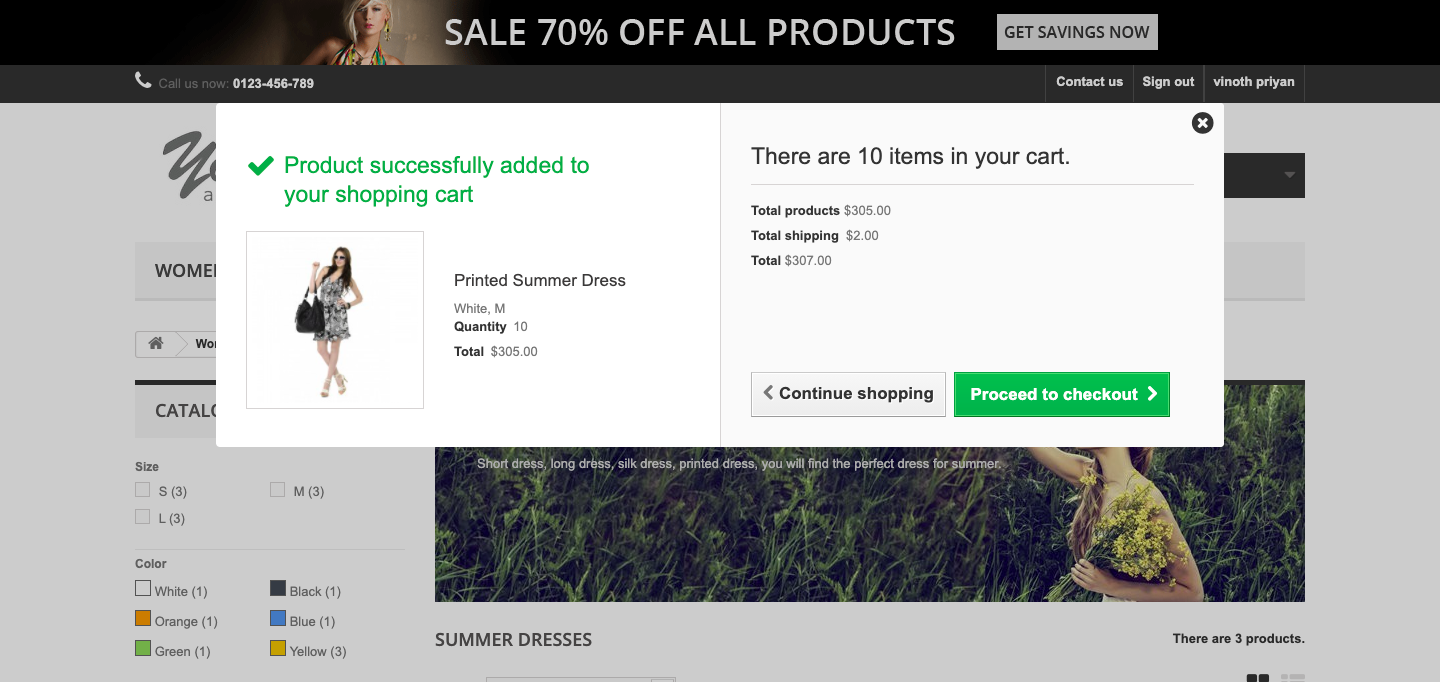 SALE 70% OFF ALL PRODUCTS
GET SAVINGS NOW
Call us now: 0123-456-789
Contact us
Sign out
vinoth priyan
Product successfully added to
your shopping cart
Printed Summer Dress
White, M
Quantity 10
Total $305.00
There are 10 items in your cart.
Total products $305.00
Total shipping $2.00
Total $307.00
Continue shopping
Proceed to checkout
Short dress, long dress, silk dress, printed dress, you will find the perfect dress for summer.
Size
S (3)
M (3)
L (3)
Color
White (1)
Black (1)
Orange (1)
Blue (1)
Green (1)
Yellow (3)
SUMMER DRESSES
There are 3 products.